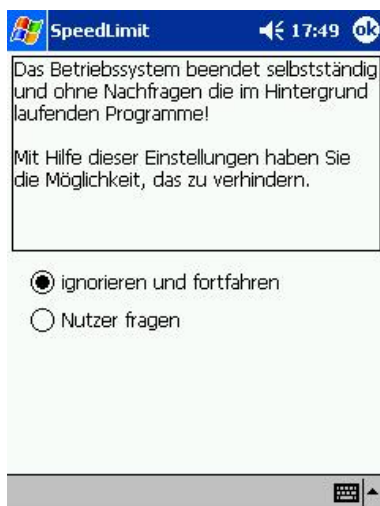 SpeedLimit 17:49 ok
Das Betriebssystem beendet selbstständig
und ohne Nachfragen die im Hintergrund
laufenden Programme!
Mit Hilfe dieser Einstellungen haben Sie
die Möglichkeit, das zu verhindern.
ignorieren und fortfahren
Nutzer fragen